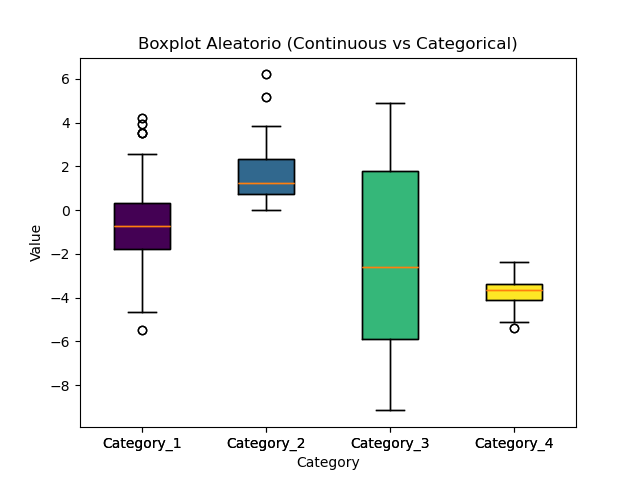 Boxplot Aleatorio (Continuous vs Categorical)
6
4
2
0
−2
−4
−6
−8
Value
Category_1 Category_2 Category_3 Category_4
Category